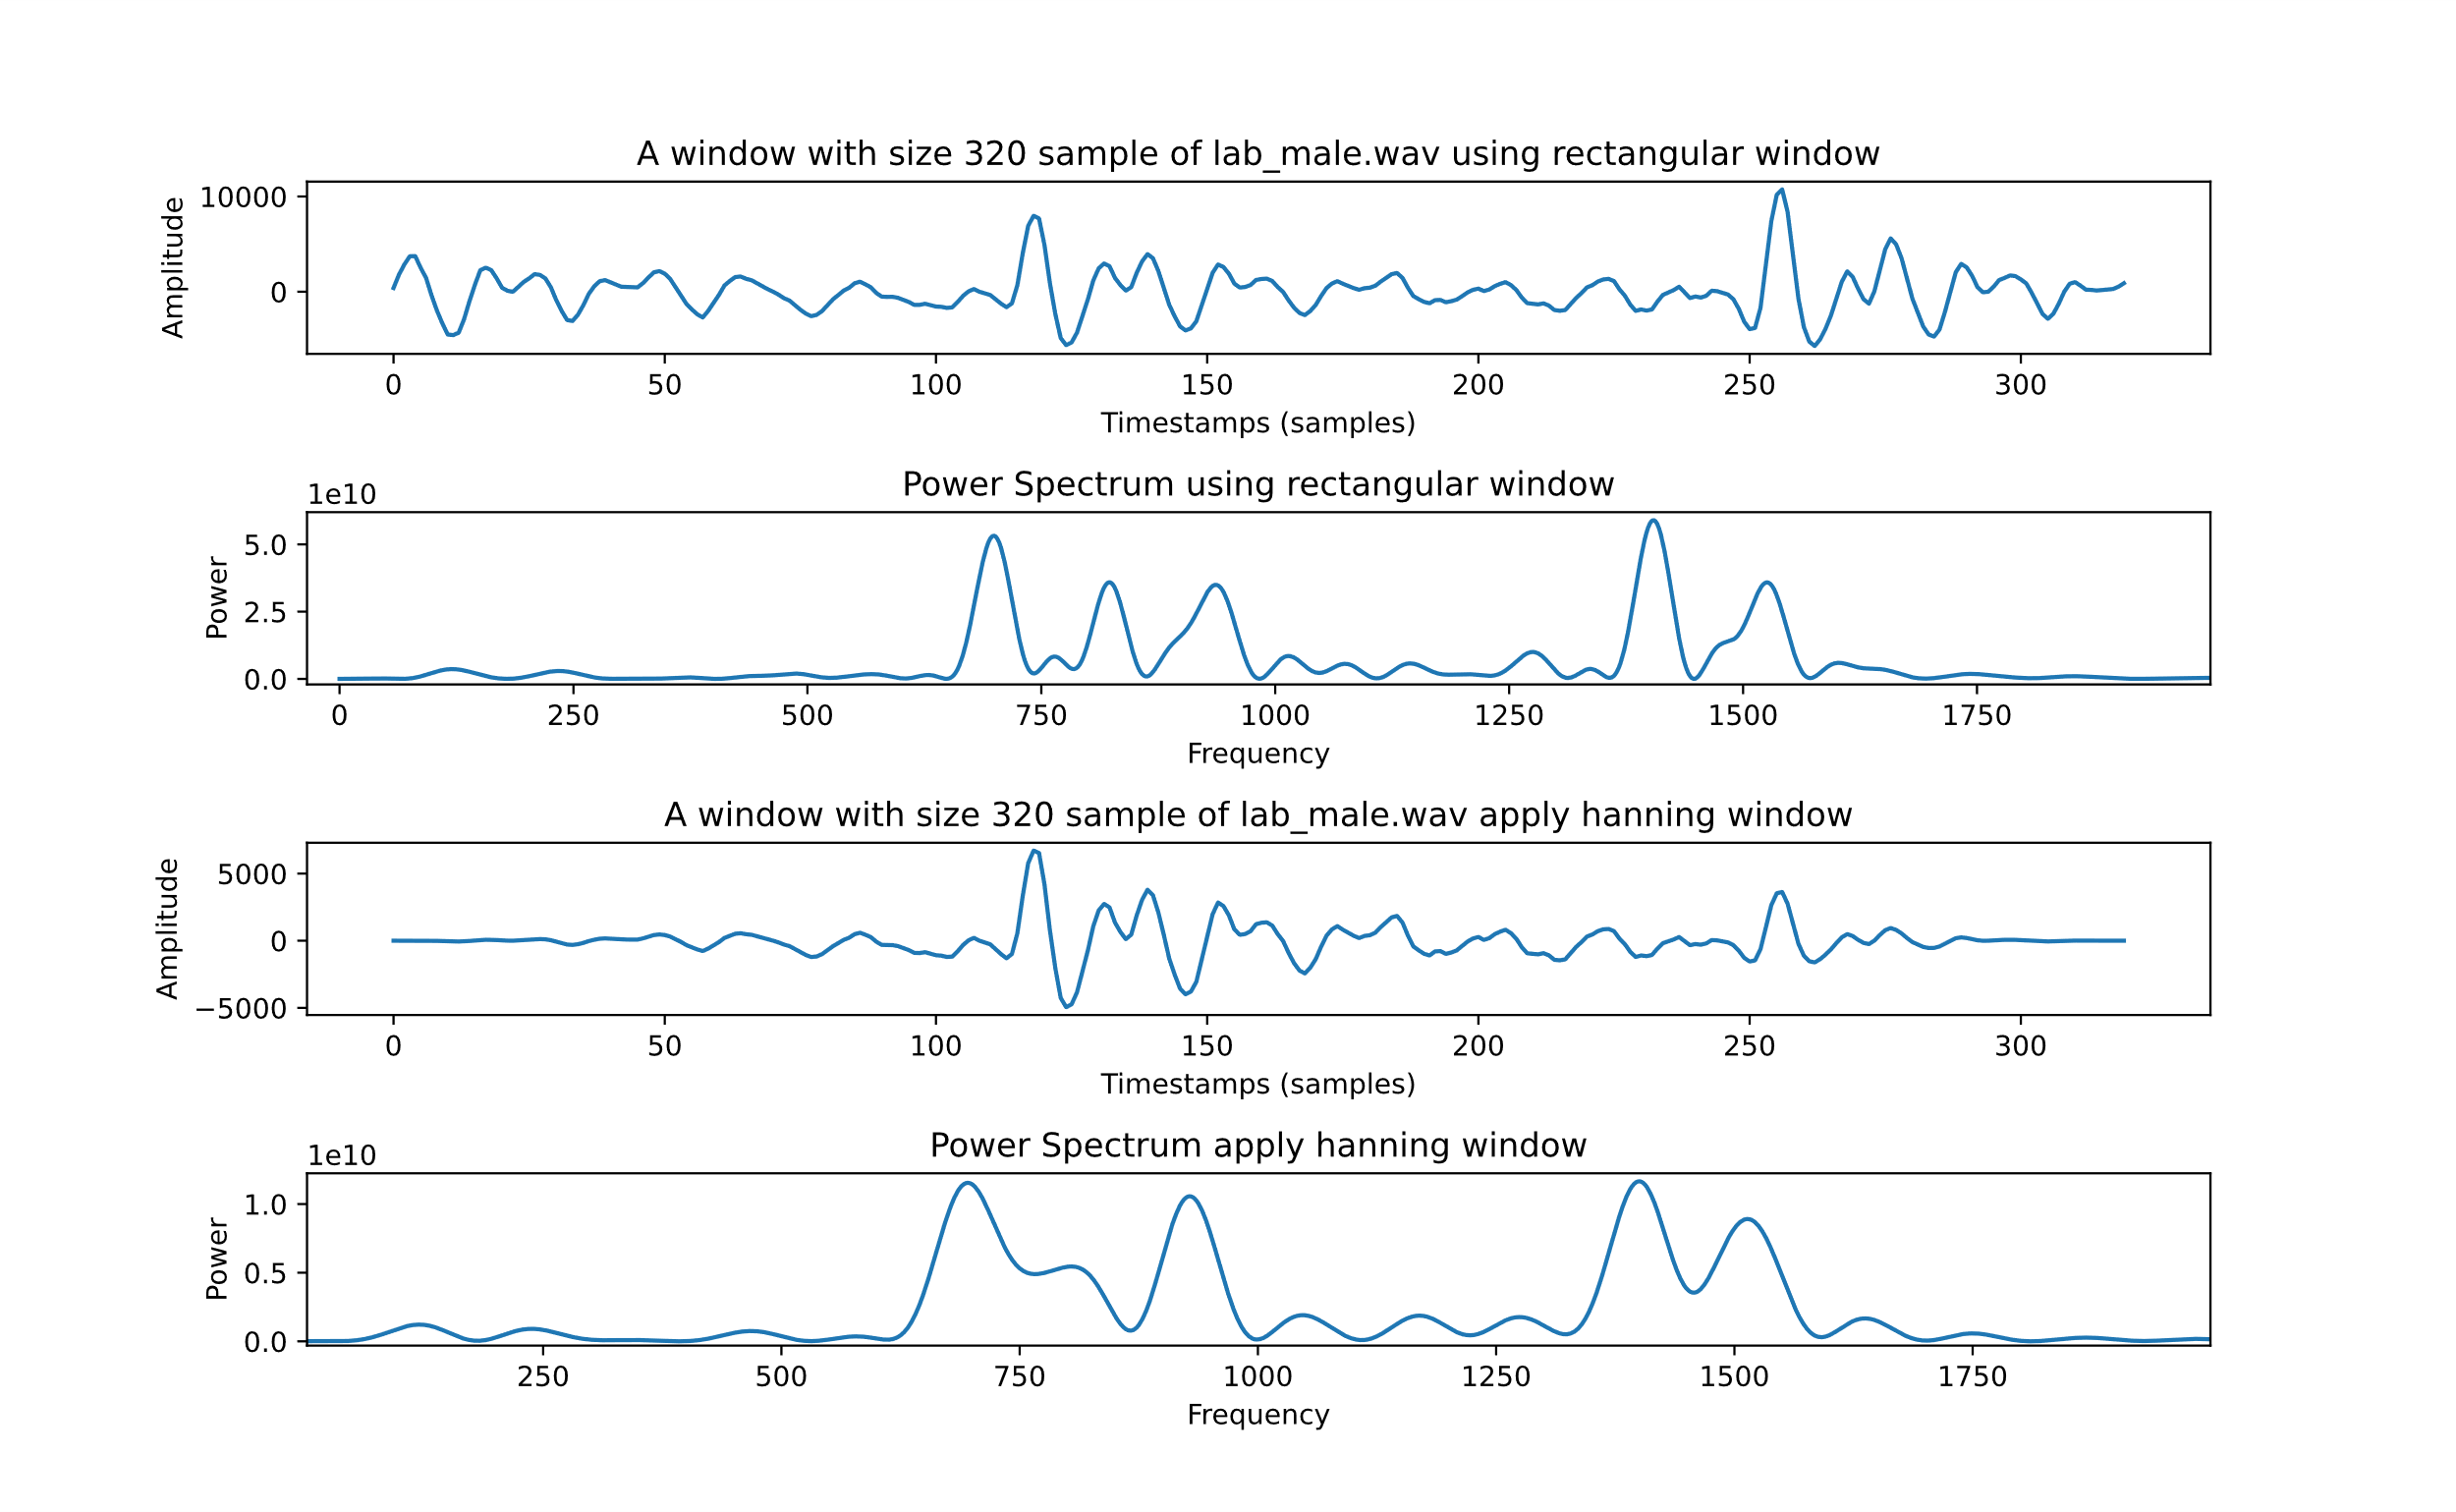 A window with size 320 sample of lab_male.wav using rectangular window
10000
0
Amplitude
0 50 100 150 200 250 300
Timestamps (samples)
Power Spectrum using rectangular window
1e10
5.0
2.5
0.0
Power
0 250 500 750 1000 1250 1500 1750
Frequency
A window with size 320 sample of lab_male.wav apply hanning window
5000
0
−5000
Amplitude
0 50 100 150 200 250 300
Timestamps (samples)
Power Spectrum apply hanning window
1e10
1.0
0.5
0.0
Power
250 500 750 1000 1250 1500 1750
Frequency